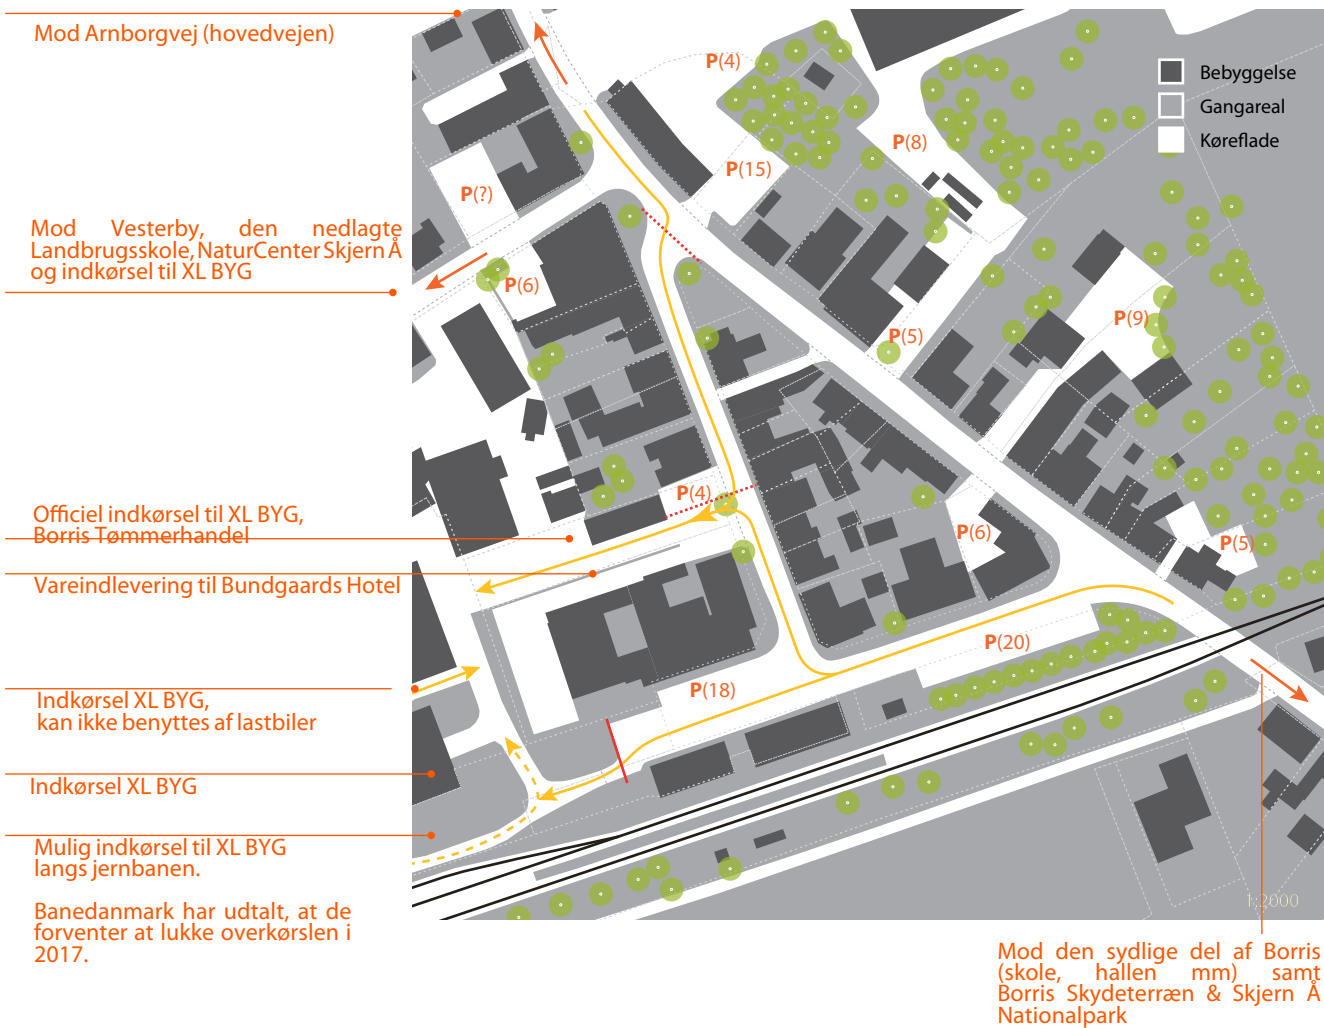 Mod Arnborgvej (hovedvejen)
Mod Vesterby, den nedlagte
Landbrugsskole, NaturCenter Skjern Å
og indkørsel til XL BYG
Officiel indkørsel til XL BYG,
Borris Tømmerhandel
Vareindlevering til Bundgaards Hotel
Indkørsel XL BYG,
kan ikke benyttes af lastbiler
Indkørsel XL BYG
Mulig indkørsel til XL BYG
langs jernbanen.
Banedanmark har udtalt, at de
forventer at lukke overkørslen i
2017.
P(4)
P(15)
P(8)
P(?)
P(6)
P(5)
P(9)
P(4)
P(6)
P(5)
P(20)
P(18)
Bebyggelse
Gangareal
Køreflade
1:2000
Mod den sydlige del af Borris
(skole, hallen mm) samt
Borris Skydeterræn & Skjern Å
Nationalpark